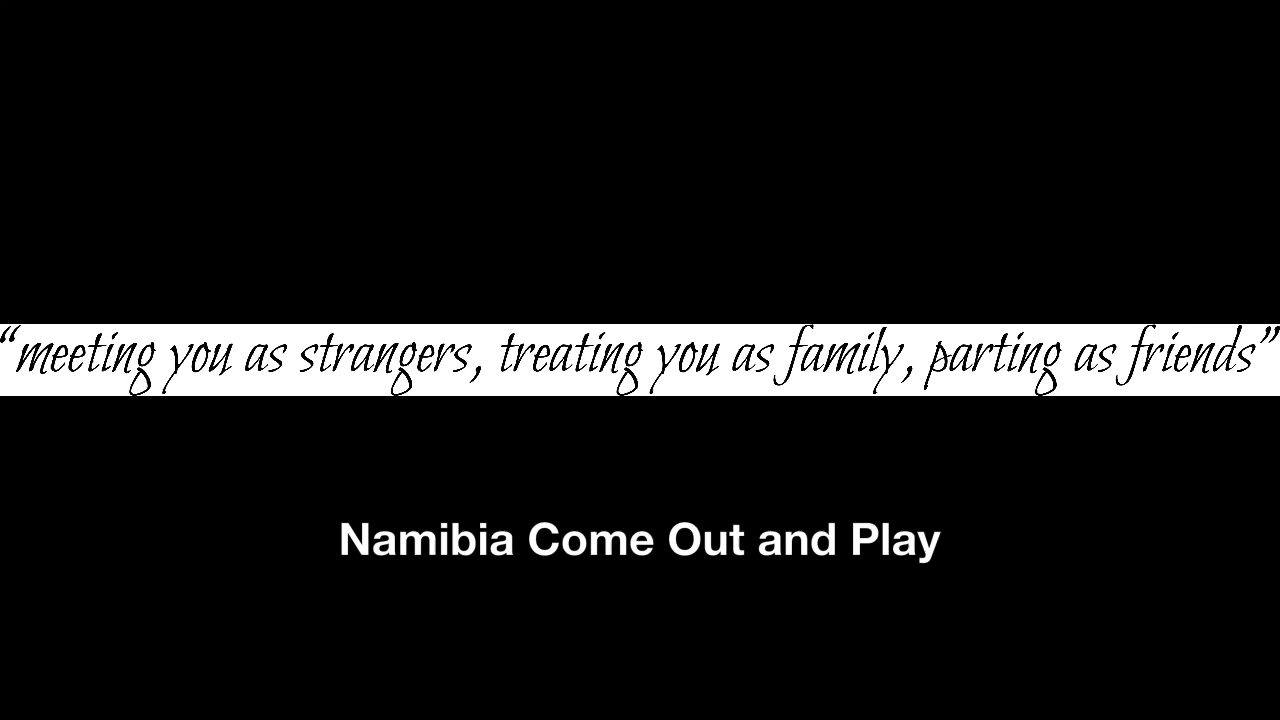 “meeting you as strangers, treating you as family, parting as friends”
Namibia Come Out and Play